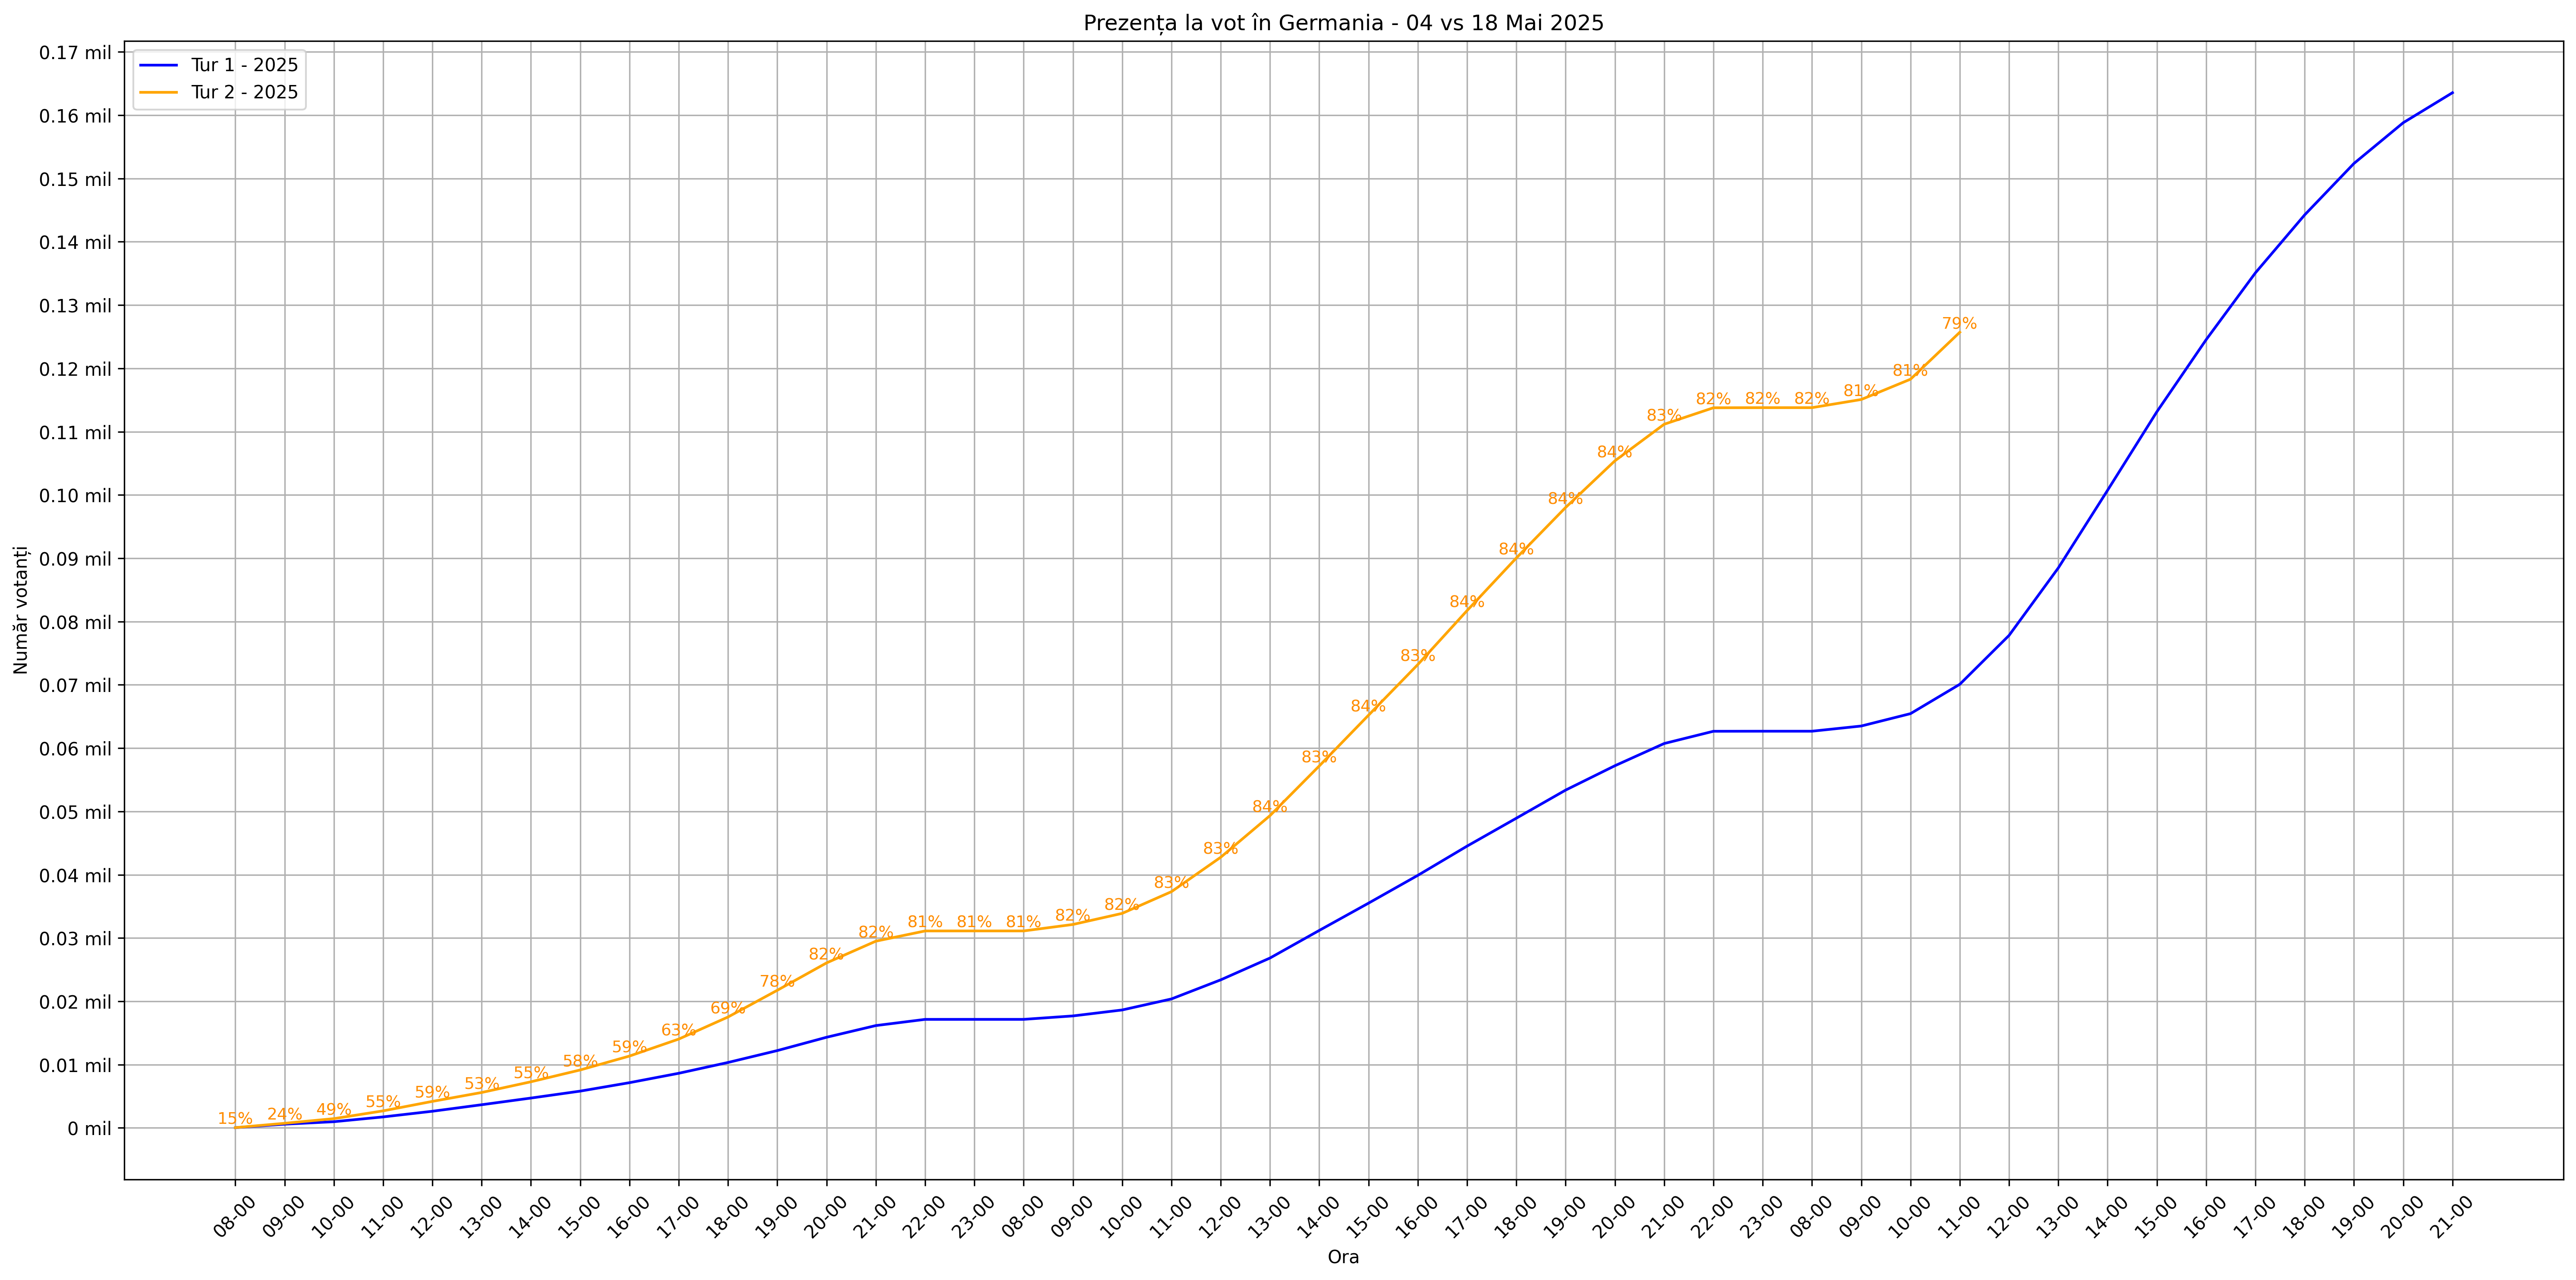 Prezența la vot în Germania - 04 vs 18 Mai 2025
Tur 1 - 2025
Tur 2 - 2025
0.17 mil
0.16 mil
0.15 mil
0.14 mil
0.13 mil
0.12 mil
0.11 mil
0.10 mil
0.09 mil
0.08 mil
0.07 mil
0.06 mil
0.05 mil
0.04 mil
0.03 mil
0.02 mil
0.01 mil
0 mil
Număr votanți
15% 24% 49% 55% 59% 53% 55% 58% 59% 63% 69% 78% 82% 82% 81% 81% 81% 82% 82% 83% 83% 84% 83% 84% 83% 84% 84% 84% 84% 83% 82% 82% 82% 81% 81% 79%
08-00 09-00 10-00 11-00 12-00 13-00 14-00 15-00 16-00 17-00 18-00 19-00 20-00 21-00 22-00 23-00 08-00 09-00 10-00 11-00 12-00 13-00 14-00 15-00 16-00 17-00 18-00 19-00 20-00 21-00 22-00 23-00 08-00 09-00 10-00 11-00 12-00 13-00 14-00 15-00 16-00 17-00 18-00 19-00 20-00 21-00
Ora